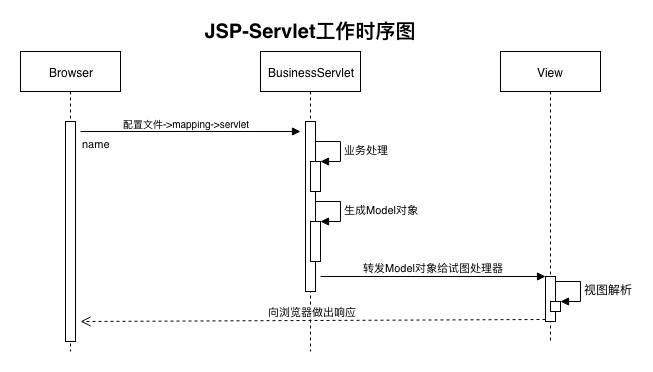 JSP-Servlet工作时序图
Browser
BusinessServlet
View
配置文件->mapping->servlet
name
业务处理
生成Model对象
转发Model对象给试图处理器
视图解析
向浏览器做出响应